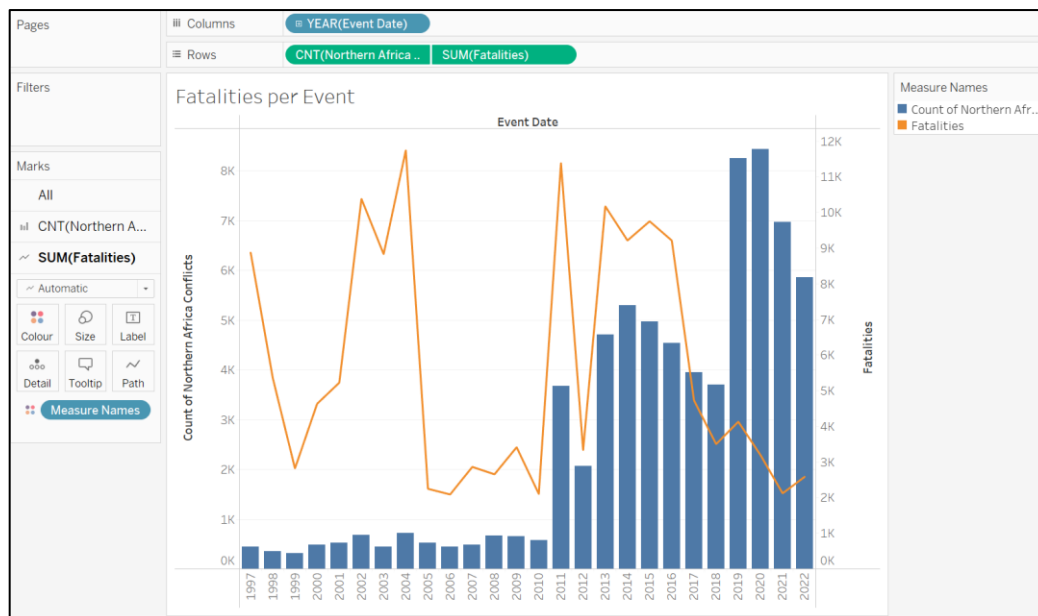 Pages
Columns
YEAR(Event Date)
Rows
CNT(Northern Africa ..
SUM(Fatalities)
Filters
Marks
All
CNT(Northern A...
SUM(Fatalities)
Automatic
Colour Size Label
Detail Tooltip Path
Measure Names
Fatalities per Event
Event Date
Count of Northern Africa Conflicts
8K
7K
6K
5K
4K
3K
2K
1K
0K
12K
11K
10K
9K
8K
7K
6K
5K
4K
3K
2K
1K
0K
Fatalities
1997 1998 1999 2000 2001 2002 2003 2004 2005 2006 2007 2008 2009 2010 2011 2012 2013 2014 2015 2016 2017 2018 2019 2020 2021 2022
Measure Names
Count of Northern Afr...
Fatalities